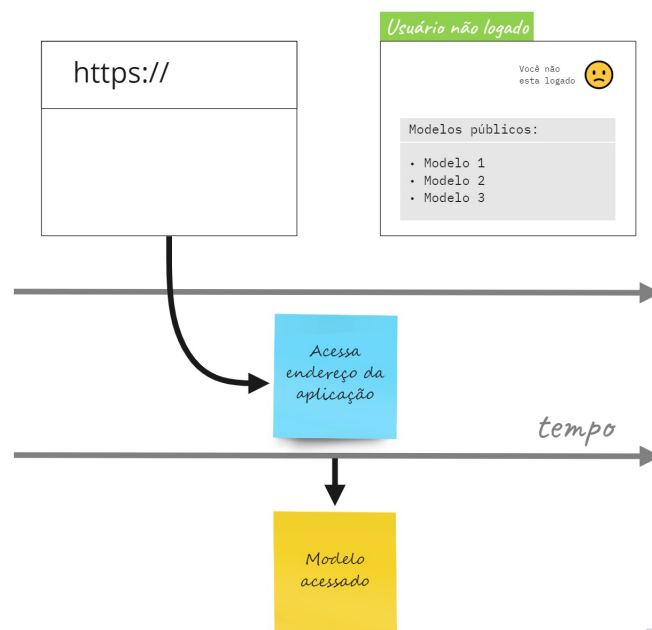 https://
Usuário não logado
Você não
esta logado
Modelos públicos:
• Modelo 1
• Modelo 2
• Modelo 3
Acessa
endereço da
aplicação
tempo
Modelo
acessado